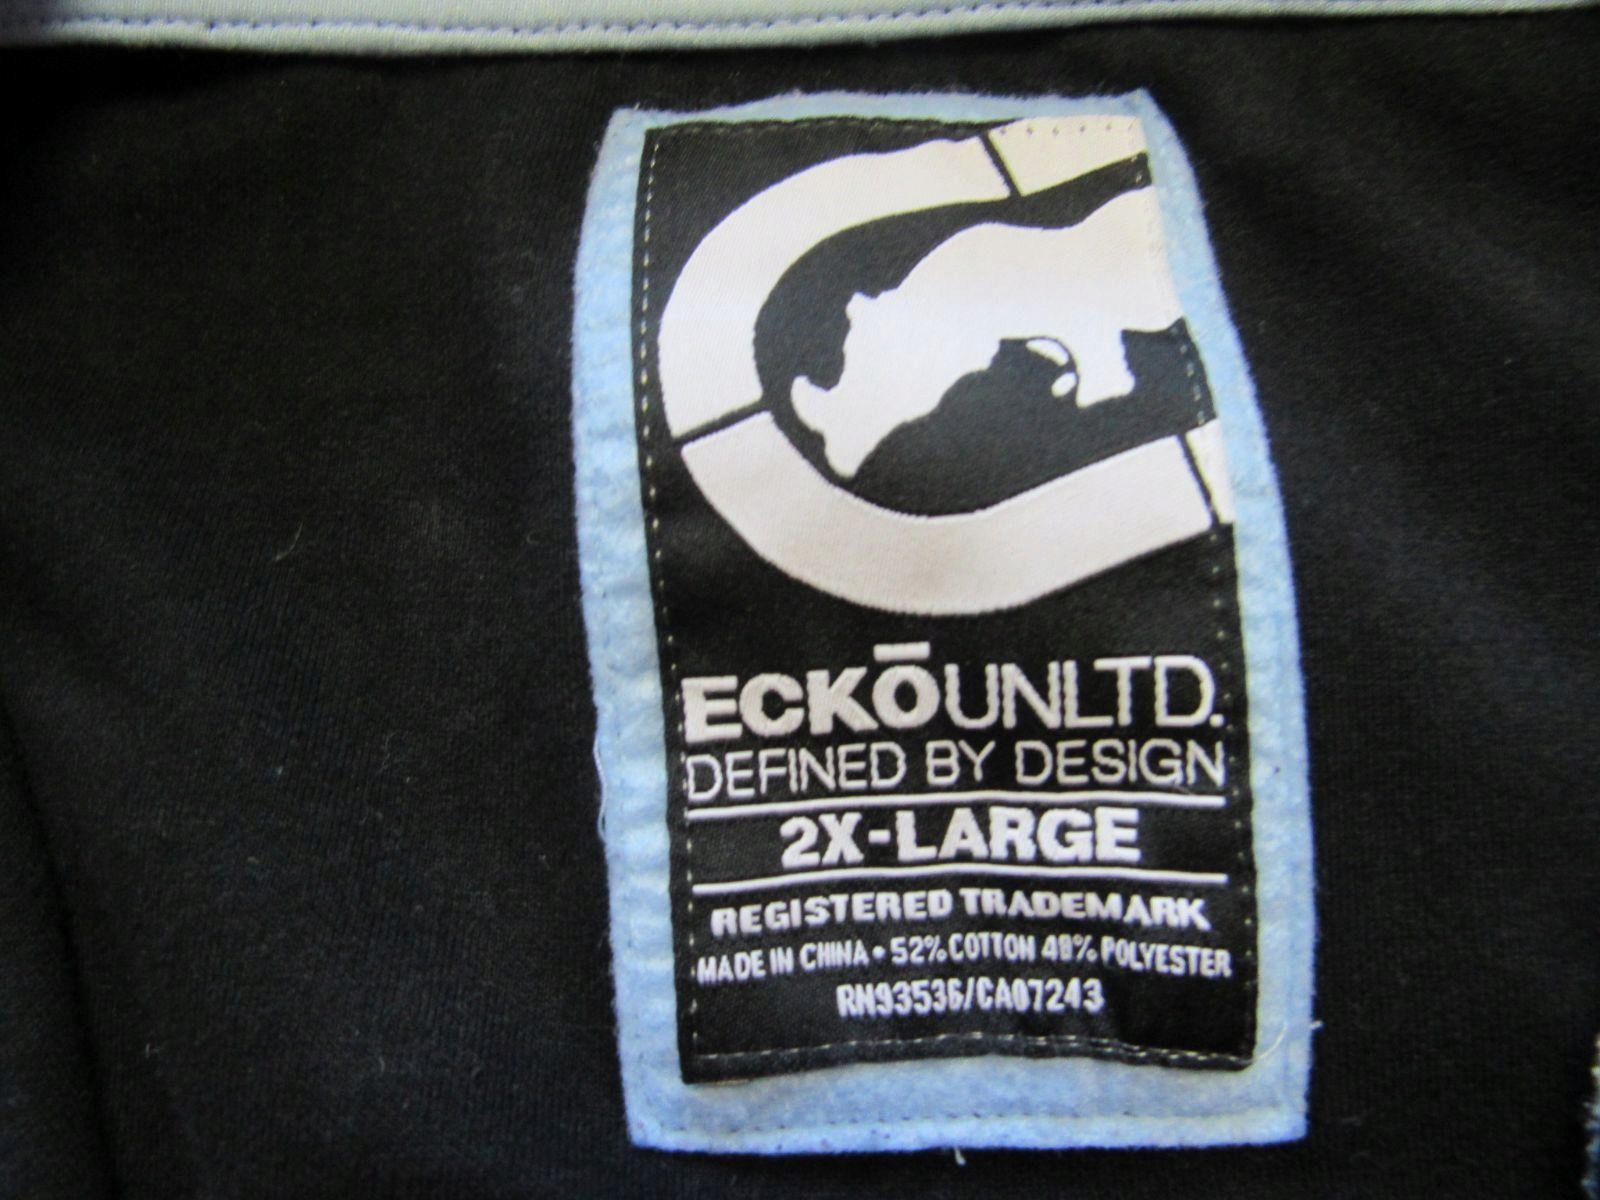 ECKŌUNLTD.
DEFINED BY DESIGN
2X-LARGE
REGISTERED TRADEMARK
MADE IN CHINA • 52% COTTON 48% POLYESTER
RN93536/CA07243